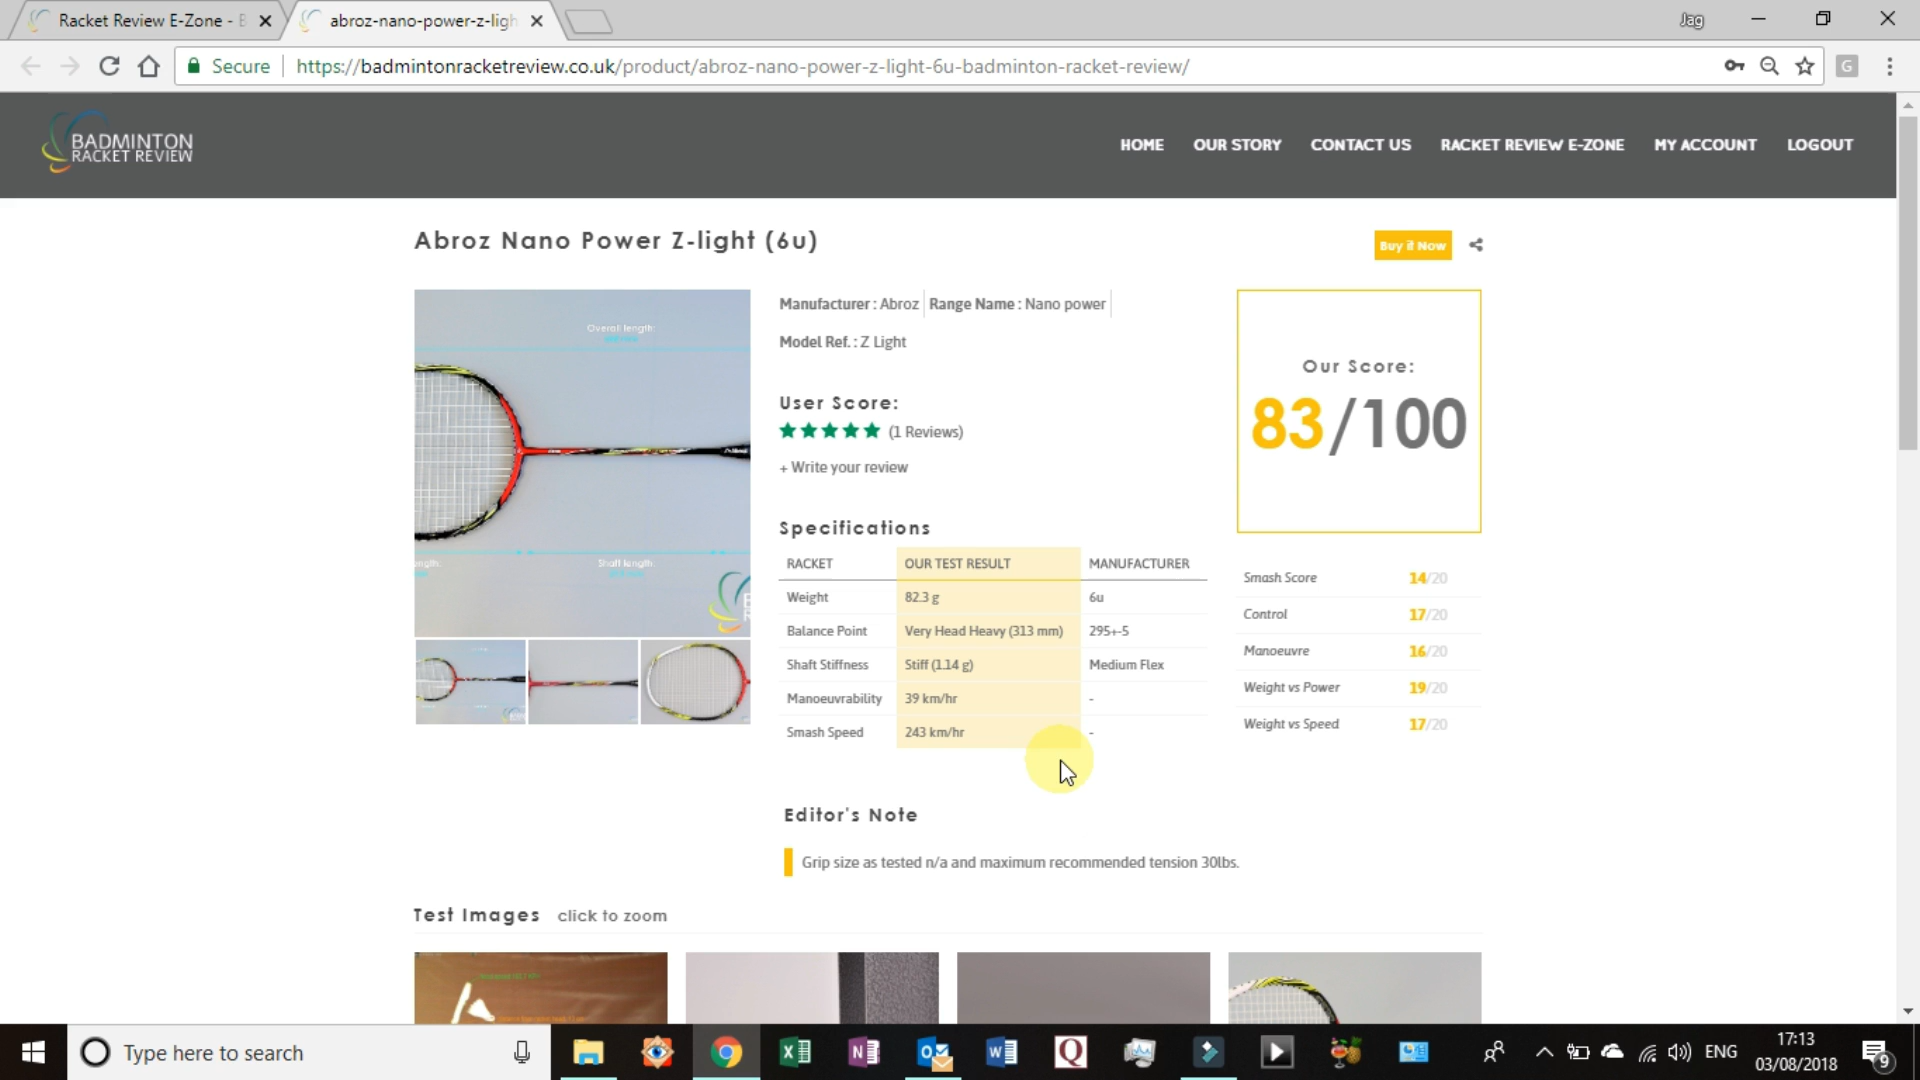 Racket Review E-Zone - B
abroz-nano-power-z-ligh
Jag
Secure
https://badmintonracketreview.co.uk/product/abroz-nano-power-z-light-6u-badminton-racket-review/
G
BADMINTON
RACKET REVIEW
HOME OUR STORY CONTACT US RACKET REVIEW E-ZONE MY ACCOUNT LOGOUT
Abroz Nano Power Z-light (6u)
Buy it Now
Overall length:
Shaft length:
Manufacturer : Abroz Range Name : Nano power
Model Ref. : Z Light
User Score:
(1 Reviews)
+ Write your review
Our Score:
83/100
Specifications
RACKET OUR TEST RESULT MANUFACTURER
Weight 82.3 g 6u
Balance Point Very Head Heavy (313 mm) 295+-5
Shaft Stiffness Stiff (1.14 g) Medium Flex
Manoeuvrability 39 km/hr -
Smash Speed 243 km/hr -
Smash Score 14/20
Control 17/20
Manoeuvre 16/20
Weight vs Power 19/20
Weight vs Speed 17/20
Editor's Note
Grip size as tested n/a and maximum recommended tension 30lbs.
Test Images click to zoom
Type here to search
ENG
17:13
03/08/2018
9